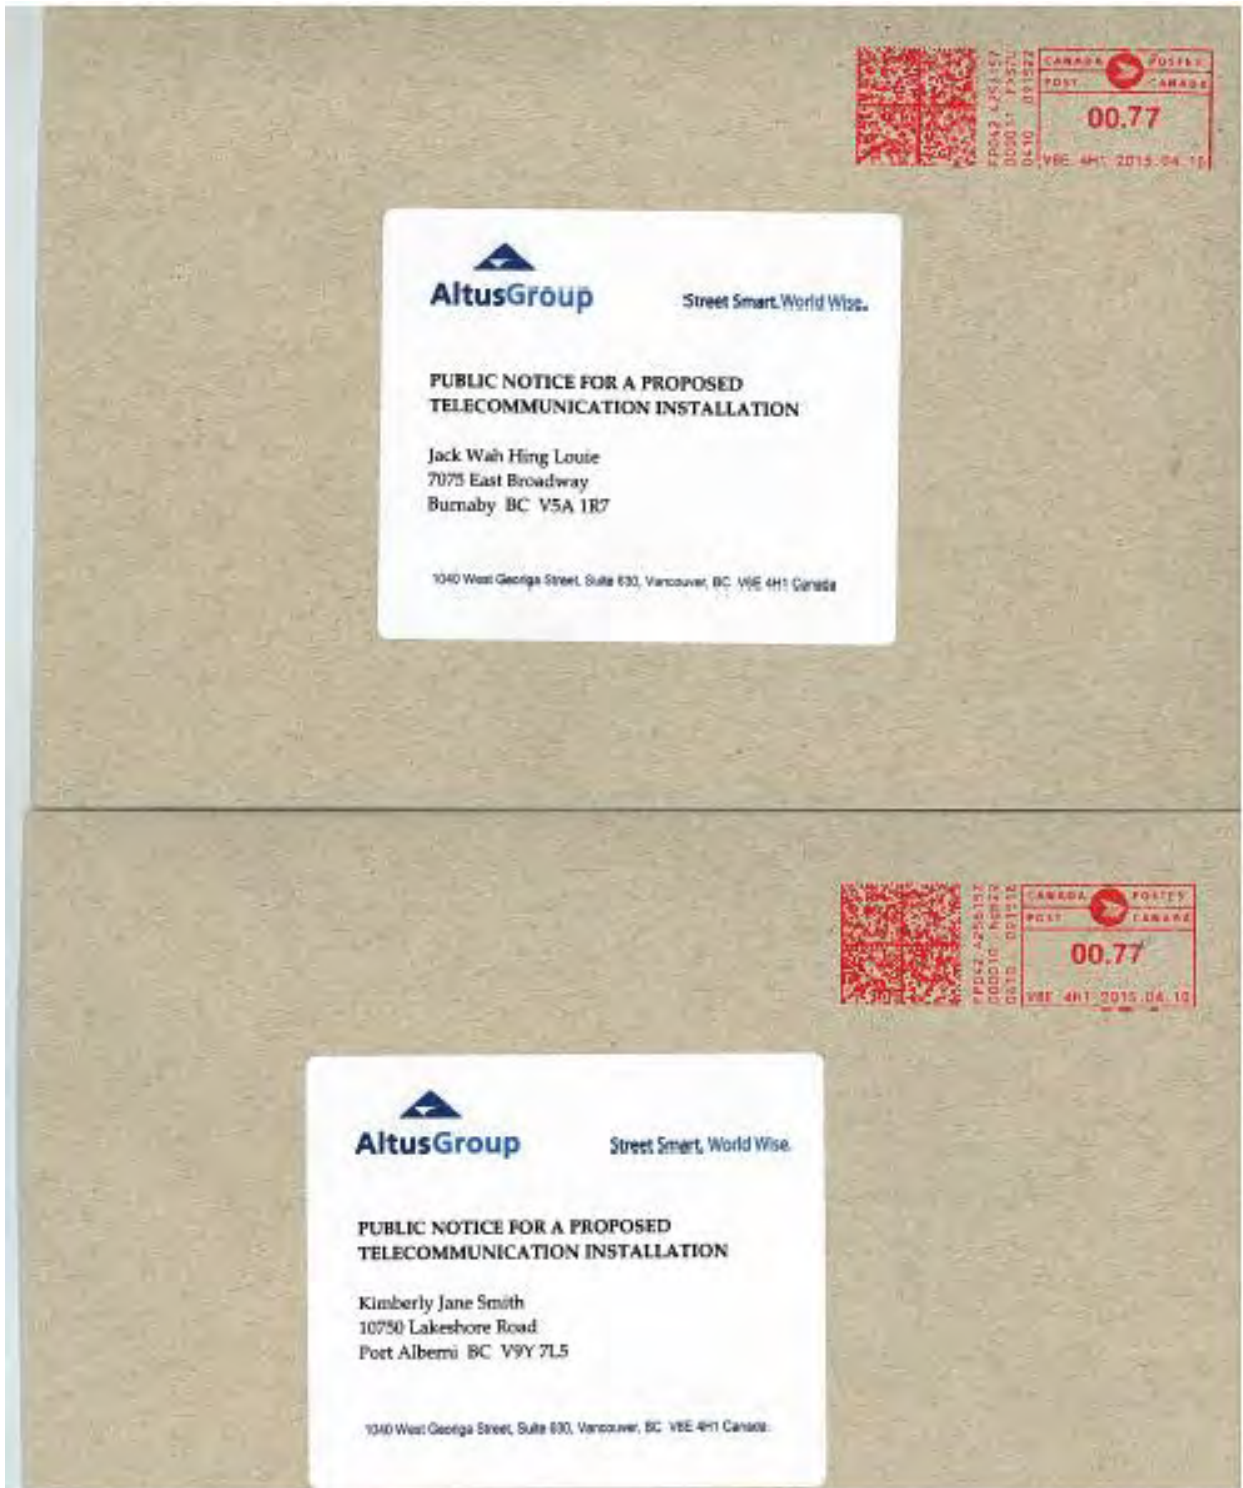 CANADA POSTES
POST CANADA
00.77
V6E 4H1 2015.04.10
AltusGroup
Street Smart. World Wise.
PUBLIC NOTICE FOR A PROPOSED
TELECOMMUNICATION INSTALLATION
Jack Wah Hing Louie
7075 East Broadway
Burnaby BC V5A 1R7
1040 West Georiga Street, Suite 630, Vancouver, BC V6E 4H1 Canada
CANADA POSTES
POST CANADA
00.77
V6E 4H1 2015.04.10
AltusGroup
Street Smart. World Wise.
PUBLIC NOTICE FOR A PROPOSED
TELECOMMUNICATION INSTALLATION
Kimberly Jane Smith
10750 Lakeshore Road
Port Alberni BC V9Y 7L5
1040 West Georiga Street, Suite 630, Vancouver, BC V6E 4H1 Canada